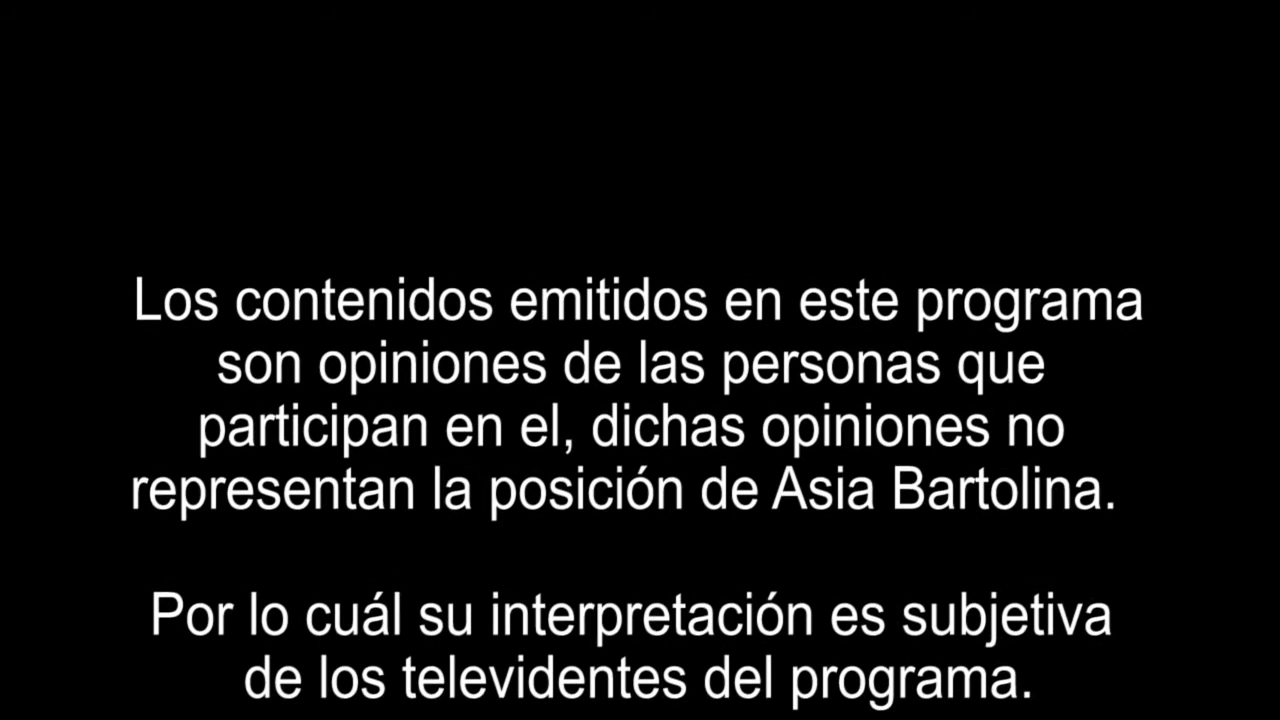 Los contenidos emitidos en este programa
son opiniones de las personas que
participan en el, dichas opiniones no
representan la posición de Asia Bartolina.
Por lo cuál su interpretación es subjetiva
de los televidentes del programa.